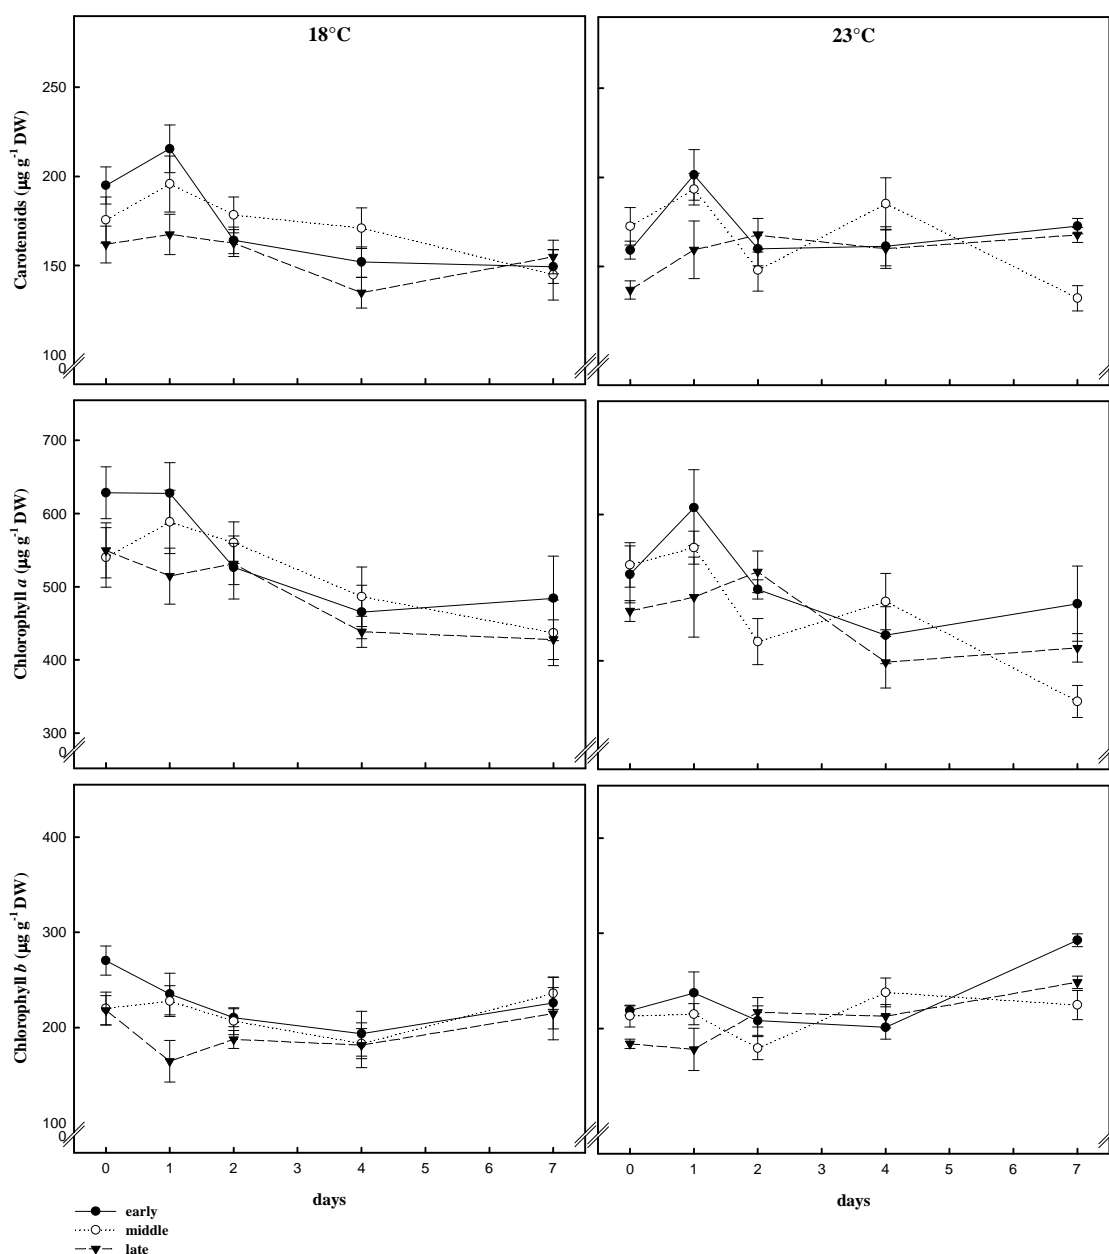 18°C
23°C
Carotenoids (µg g⁻¹ DW)
250
200
150
100
0
Chlorophyll a (µg g⁻¹ DW)
700
600
500
400
300
0
Chlorophyll b (µg g⁻¹ DW)
400
300
200
100
0
0 1 2 3 4 5 6 7
0 1 2 3 4 5 6 7
days
days
early
middle
late